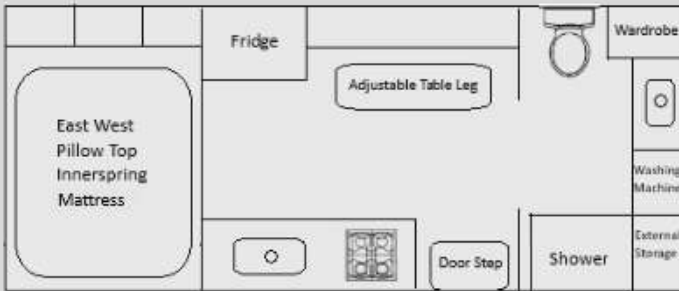 Fridge
Wardrobe
Adjustable Table Leg
East West
Pillow Top
Innerspring
Mattress
Washing
Machine
External
Storage
Door Step
Shower